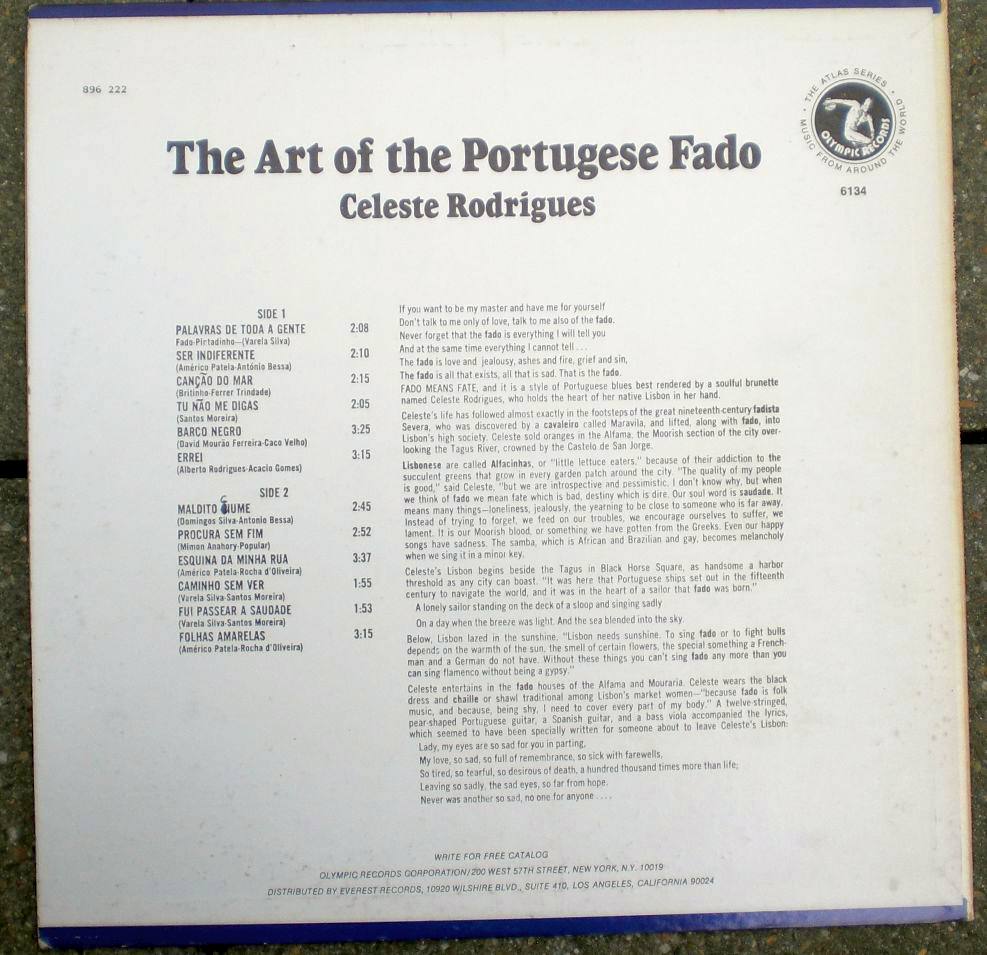 896 222
• THE ATLAS SERIES •
MUSIC FROM AROUND THE WORLD
OLYMPIC RECORDS
6134
The Art of the Portugese Fado
Celeste Rodrigues
SIDE 1
PALAVRAS DE TODA A GENTE 2:08
Fado-Pirtadinho—(Varela Silva)
SER INDIFERENTE 2:10
(Américo Patela-António Bessa)
CANÇÃO DO MAR 2:15
(Britinho-Ferrer Trindade)
TU NÃO ME DIGAS 2:05
(Santos Moreira)
BARCO NEGRO 3:25
(David Mourão Ferreira-Caco Velho)
ERREI 3:15
(Alberto Rodrigues-Acacio Gomes)
SIDE 2
MALDITO CIUME 2:45
(Domingos Silva-Antonio Bessa)
PROCURA SEM FIM 2:52
(Miman Anahory-Popular)
ESQUINA DA MINHA RUA 3:37
(Américo Patela-Rocha d'Oliveira)
CAMINHO SEM VER 1:55
(Varela Silva-Santos Moreira)
FUI PASSEAR A SAUDADE 1:53
(Varela Silva-Santos Moreira)
FOLHAS AMARELAS 3:15
(Américo Patela-Rocha d'Oliveira)
If you want to be my master and have me for yourself
Don't talk to me only of love, talk to me also of the fado.
Never forget that the fado is everything I will tell you
And at the same time everything I cannot tell . . .
The fado is love and jealousy, ashes and fire, grief and sin,
The fado is all that exists, all that is sad. That is the fado.
FADO MEANS FATE, and it is a style of Portuguese blues best rendered by a soulful brunette
named Celeste Rodrigues, who holds the heart of her native Lisbon in her hand.
Celeste's life has followed almost exactly in the footsteps of the great nineteenth-century fadista
Severa, who was discovered by a cavaleiro called Maravila, and lifted, along with fado, into
Lisbon's high society. Celeste sold oranges in the Alfama, the Moorish section of the city over-
looking the Tagus River, crowned by the Castelo de San Jorge.
Lisbonese are called Alfacinhas, or "little lettuce eaters," because of their addiction to the
succulent greens that grow in every garden patch around the city. "The quality of my people
is good," said Celeste, "but we are introspective and pessimistic. I don't know why, but when
we think of fado we mean fate which is bad, destiny which is dire. Our soul word is saudade. It
means many things—loneliness, jealously, the yearning to be close to someone who is far away.
Instead of trying to forget, we feed on our troubles, we encourage ourselves to suffer, we
lament. It is our Moorish blood, or something we have gotten from the Greeks. Even our happy
songs have sadness. The samba, which is African and Brazilian and gay, becomes melancholy
when we sing it in a minor key.
Celeste's Lisbon begins beside the Tagus in Black Horse Square, as handsome a harbor
threshold as any city can boast. "It was here that Portuguese ships set out in the fifteenth
century to navigate the world, and it was in the heart of a sailor that fado was born."
A lonely sailor standing on the deck of a sloop and singing sadly
On a day when the breeze was light. And the sea blended into the sky.
Below, Lisbon lazed in the sunshine. "Lisbon needs sunshine. To sing fado or to fight bulls
depends on the warmth of the sun, the smell of certain flowers, the special something a French-
man and a German do not have. Without these things you can't sing fado any more than you
can sing flamenco without being a gypsy."
Celeste entertains in the fado houses of the Alfama and Mouraria. Celeste wears the black
dress and chaille or shawl traditional among Lisbon's market women—"because fado is folk
music, and because, being shy, I need to cover every part of my body." A twelve-stringed,
pear-shaped Portuguese guitar, a Spanish guitar, and a bass viola accompanied the lyrics,
which seemed to have been specially written for someone about to leave Celeste's Lisbon:
Lady, my eyes are so sad for you in parting,
My love, so sad, so full of remembrance, so sick with farewells,
So tired, so tearful, so desirous of death, a hundred thousand times more than life;
Leaving so sadly, the sad eyes, so far from hope.
Never was another so sad, no one for anyone . . . .
WRITE FOR FREE CATALOG
OLYMPIC RECORDS CORPORATION/200 WEST 57TH STREET, NEW YORK, N.Y. 10019
DISTRIBUTED BY EVEREST RECORDS, 10920 WILSHIRE BLVD., SUITE 410, LOS ANGELES, CALIFORNIA 90024